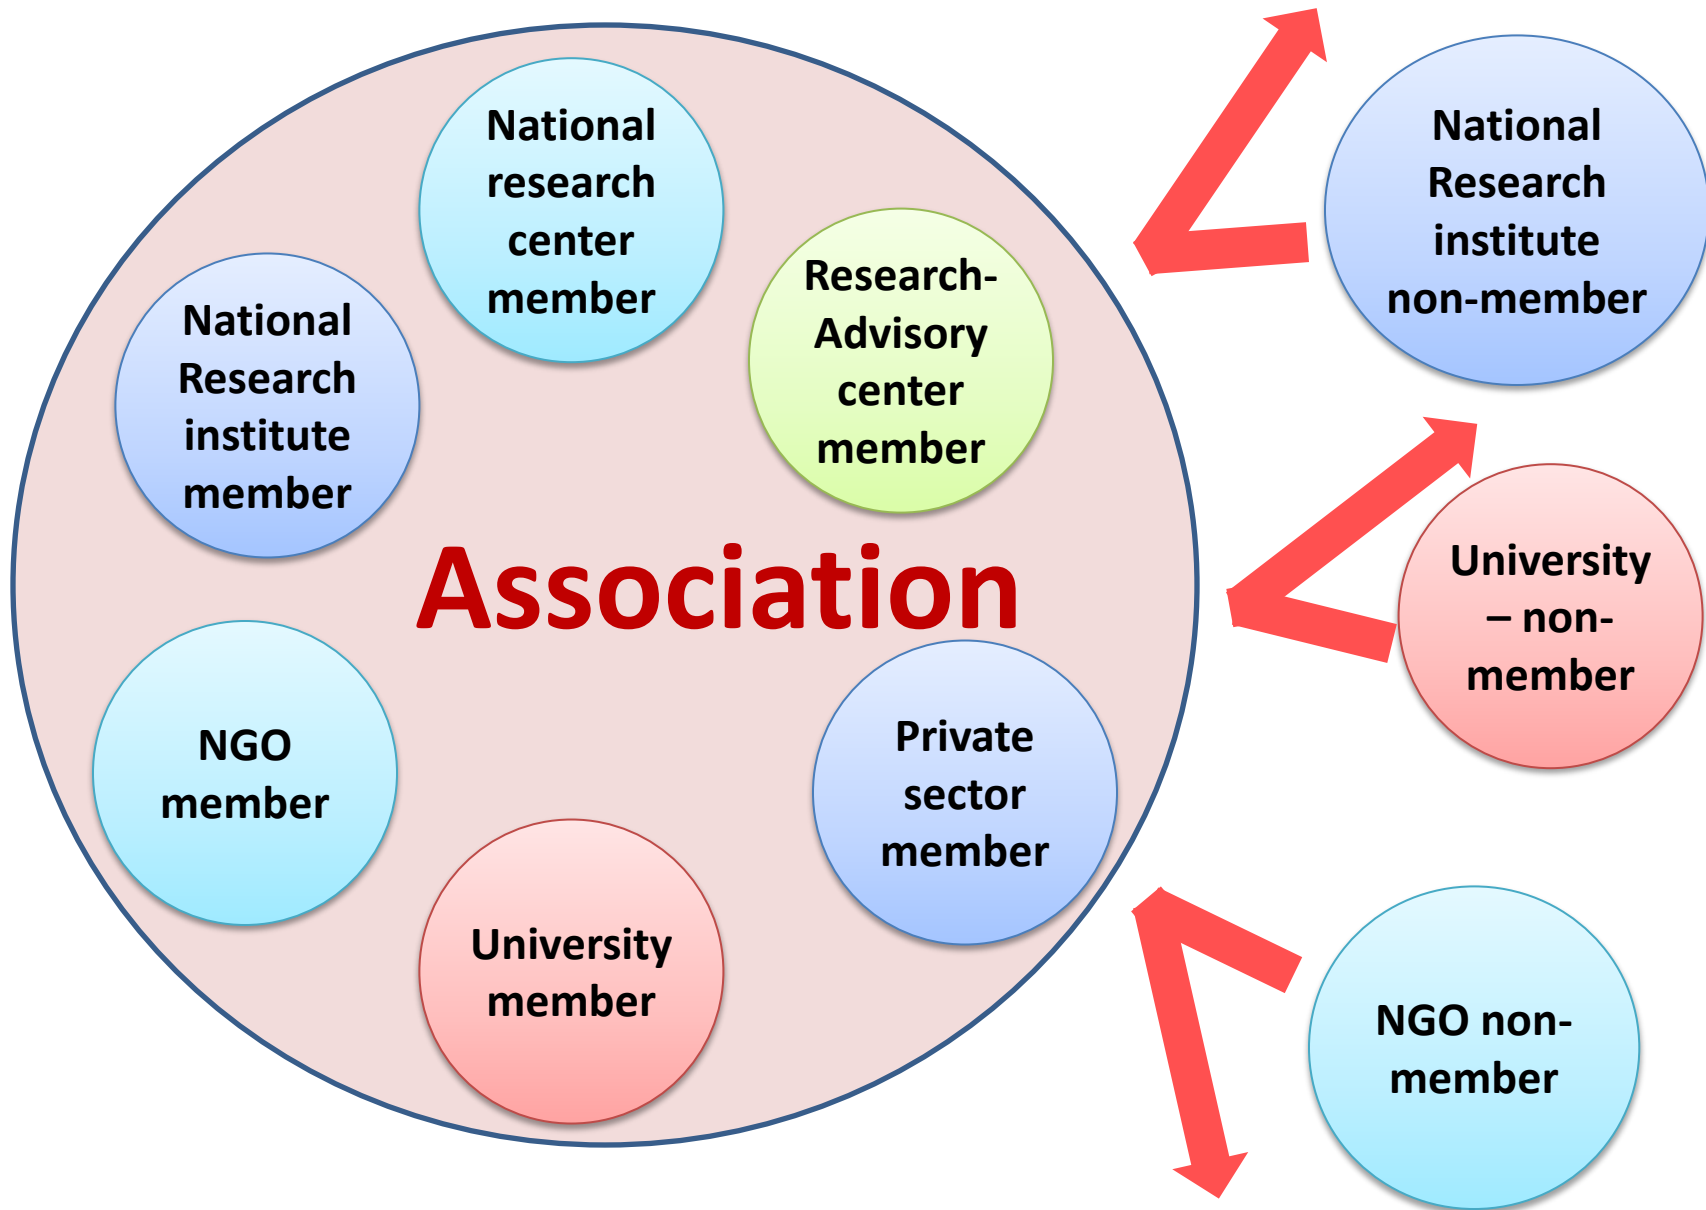 National
research
center
member
National
Research
institute
member
Research-
Advisory
center
member
Association
NGO
member
Private
sector
member
University
member
National
Research
institute
non-member
University
– non-
member
NGO non-
member